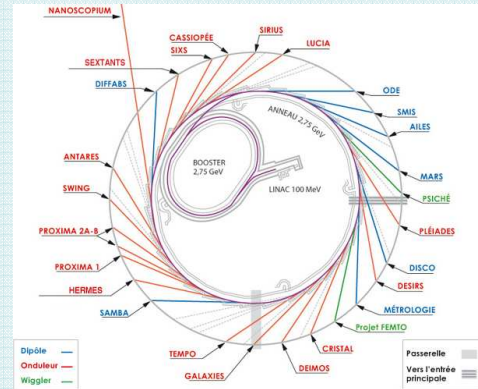 NANOSCOPIUM
CASSIOPÉE
SIXS
SIRIUS
LUCIA
SEXTANTS
DIFFABS
ODE
SMIS
AILES
ANNEAU 2,75 GeV
BOOSTER
2,75 GeV
LINAC 100 MeV
ANTARES
SWING
MARS
PSICHÉ
PROXIMA 2A-B
PLÉIADES
PROXIMA 1
DISCO
HERMES
DESIRS
SAMBA
MÉTROLOGIE
Projet FEMTO
TEMPO
CRISTAL
GALAXIES
DEIMOS
Dipôle
Onduleur
Wiggler
Passerelle
Vers l'entrée
principale